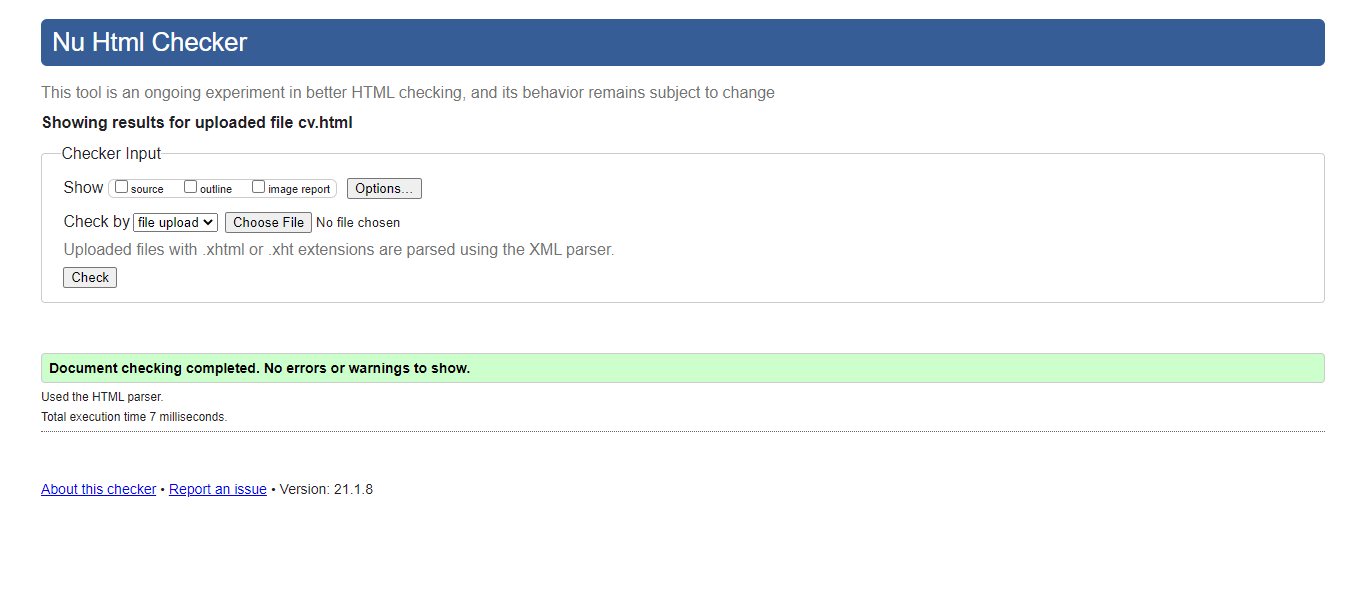 Nu Html Checker
This tool is an ongoing experiment in better HTML checking, and its behavior remains subject to change
Showing results for uploaded file cv.html
Checker Input
Show source outline image report Options...
Check by file upload Choose File No file chosen
Uploaded files with .xhtml or .xht extensions are parsed using the XML parser.
Check
Document checking completed. No errors or warnings to show.
Used the HTML parser.
Total execution time 7 milliseconds.
About this checker • Report an issue • Version: 21.1.8